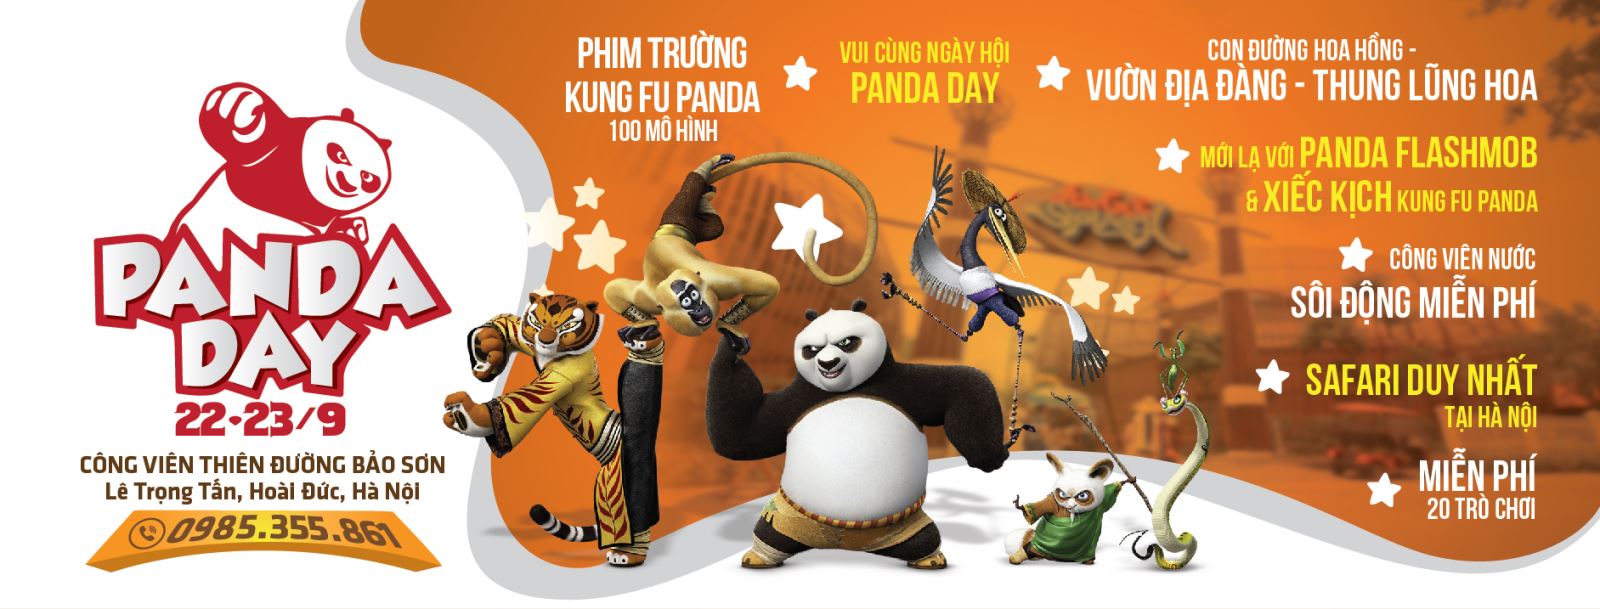 PANDA
DAY
22-23/9
CÔNG VIÊN THIÊN ĐƯỜNG BẢO SƠN
Lê Trọng Tấn, Hoài Đức, Hà Nội
0985.355.861
PHIM TRƯỜNG
KUNG FU PANDA
100 MÔ HÌNH
VUI CÙNG NGÀY HỘI
PANDA DAY
CON ĐƯỜNG HOA HỒNG -
VƯỜN ĐỊA ĐÀNG - THUNG LŨNG HOA
MỚI LẠ VỚI PANDA FLASHMOB
& XIẾC KỊCH KUNG FU PANDA
CÔNG VIÊN NƯỚC
SÔI ĐỘNG MIỄN PHÍ
SAFARI DUY NHẤT
TẠI HÀ NỘI
MIỄN PHÍ
20 TRÒ CHƠI